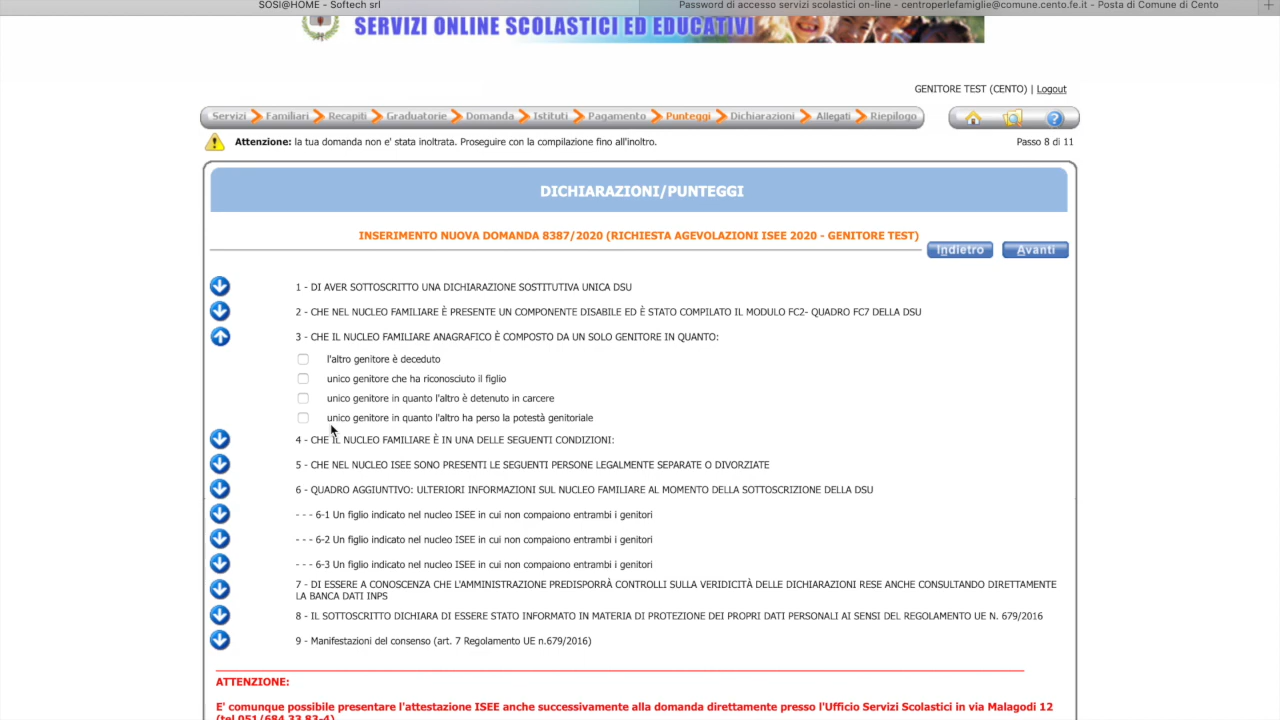 SOSI@HOME - Softech srl
Password di accesso servizi scolastici on-line - centroperlefamiglie@comune.cento.fe.it - Posta di Comune di Cento
SERVIZI ONLINE SCOLASTICI ED EDUCATIVI
GENITORE TEST (CENTO) | Logout
Servizi Familiari Recapiti Graduatorie Domanda Istituti Pagamento Punteggi Dichiarazioni Allegati Riepilogo
Attenzione: la tua domanda non e' stata inoltrata. Proseguire con la compilazione fino all'inoltro.
Passo 8 di 11
DICHIARAZIONI/PUNTEGGI
INSERIMENTO NUOVA DOMANDA 8387/2020 (RICHIESTA AGEVOLAZIONI ISEE 2020 - GENITORE TEST)
Indietro Avanti
1 - DI AVER SOTTOSCRITTO UNA DICHIARAZIONE SOSTITUTIVA UNICA DSU
2 - CHE NEL NUCLEO FAMILIARE È PRESENTE UN COMPONENTE DISABILE ED È STATO COMPILATO IL MODULO FC2- QUADRO FC7 DELLA DSU
3 - CHE IL NUCLEO FAMILIARE ANAGRAFICO È COMPOSTO DA UN SOLO GENITORE IN QUANTO:
l'altro genitore è deceduto
unico genitore che ha riconosciuto il figlio
unico genitore in quanto l'altro è detenuto in carcere
unico genitore in quanto l'altro ha perso la potestà genitoriale
4 - CHE IL NUCLEO FAMILIARE È IN UNA DELLE SEGUENTI CONDIZIONI:
5 - CHE NEL NUCLEO ISEE SONO PRESENTI LE SEGUENTI PERSONE LEGALMENTE SEPARATE O DIVORZIATE
6 - QUADRO AGGIUNTIVO: ULTERIORI INFORMAZIONI SUL NUCLEO FAMILIARE AL MOMENTO DELLA SOTTOSCRIZIONE DELLA DSU
- - - 6-1 Un figlio indicato nel nucleo ISEE in cui non compaiono entrambi i genitori
- - - 6-2 Un figlio indicato nel nucleo ISEE in cui non compaiono entrambi i genitori
- - - 6-3 Un figlio indicato nel nucleo ISEE in cui non compaiono entrambi i genitori
7 - DI ESSERE A CONOSCENZA CHE L'AMMINISTRAZIONE PREDISPORRÀ CONTROLLI SULLA VERIDICITÀ DELLE DICHIARAZIONI RESE ANCHE CONSULTANDO DIRETTAMENTE
LA BANCA DATI INPS
8 - IL SOTTOSCRITTO DICHIARA DI ESSERE STATO INFORMATO IN MATERIA DI PROTEZIONE DEI PROPRI DATI PERSONALI AI SENSI DEL REGOLAMENTO UE N. 679/2016
9 - Manifestazioni del consenso (art. 7 Regolamento UE n.679/2016)
ATTENZIONE:
E' comunque possibile presentare l'attestazione ISEE anche successivamente alla domanda direttamente presso l'Ufficio Servizi Scolastici in via Malagodi 12
(tel 051/684 33 83-4)